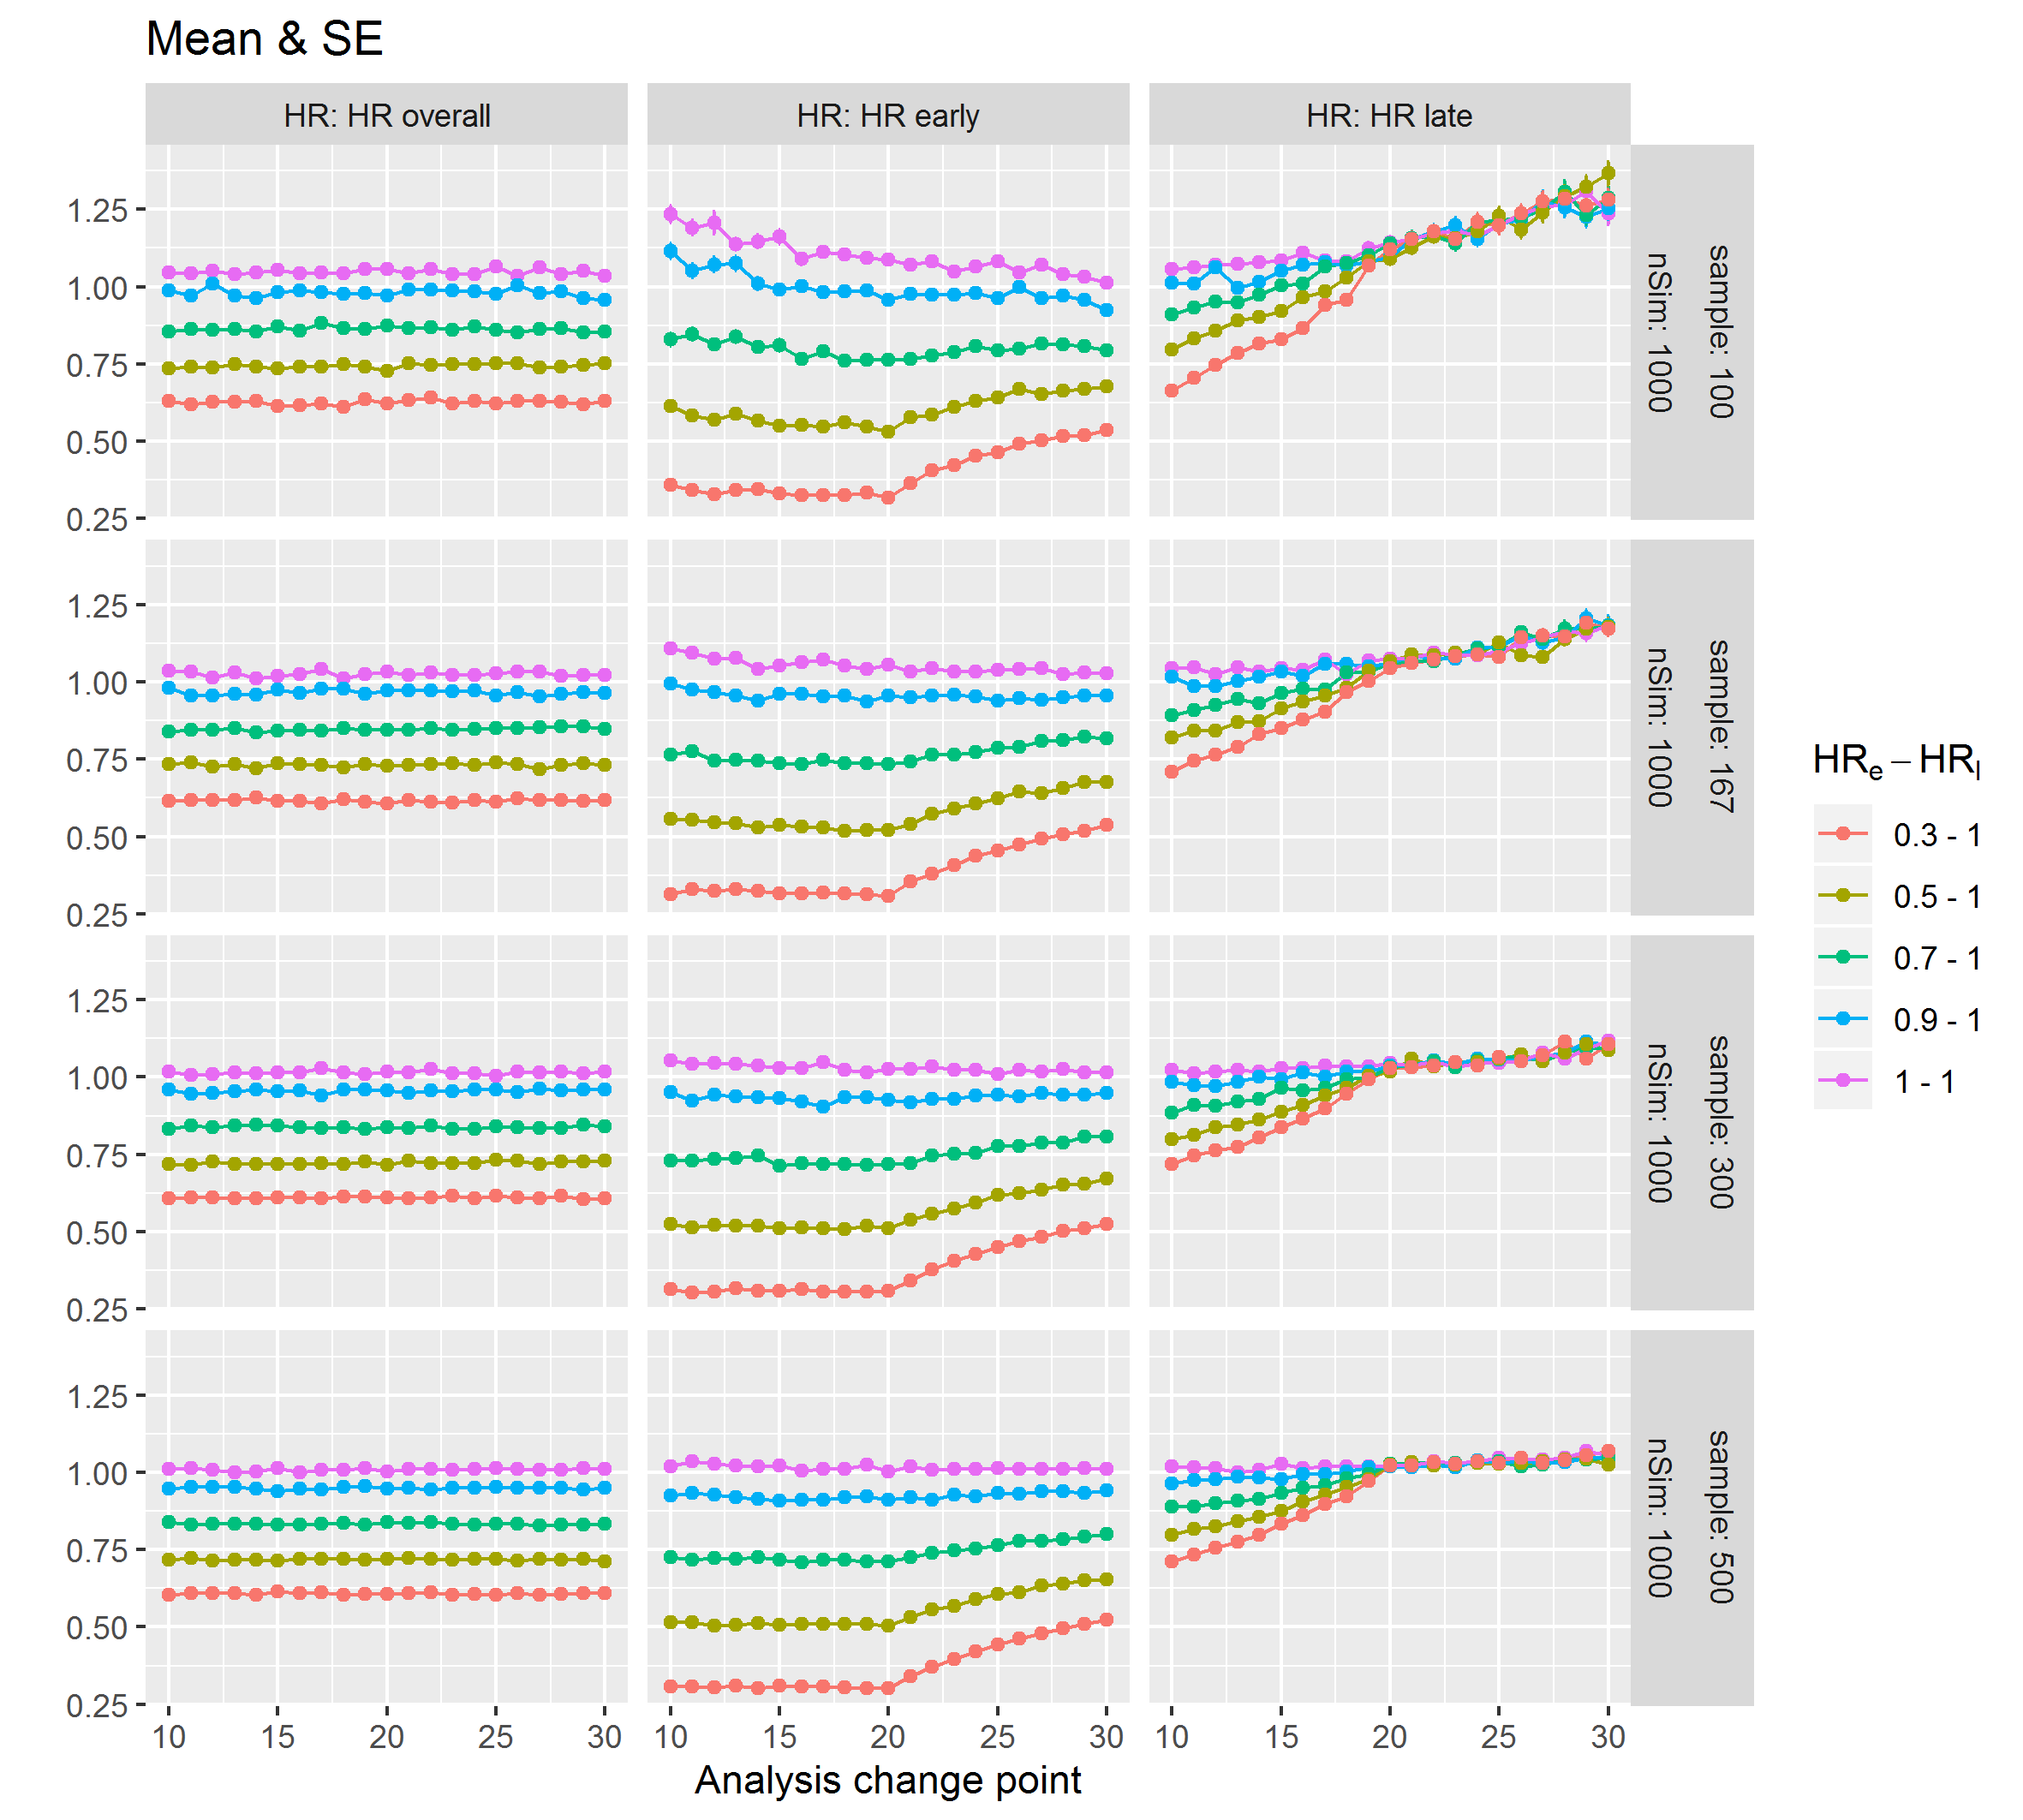 Mean & SE
HR: HR overall
HR: HR early
HR: HR late
1.25
1.00
0.75
0.50
0.25
sample: 100
nSim: 1000
1.25
1.00
0.75
0.50
0.25
sample: 167
nSim: 1000
1.25
1.00
0.75
0.50
0.25
sample: 300
nSim: 1000
1.25
1.00
0.75
0.50
0.25
sample: 500
nSim: 1000
10 15 20 25 30
10 15 20 25 30
10 15 20 25 30
Analysis change point
HRe – HRl
0.3 - 1
0.5 - 1
0.7 - 1
0.9 - 1
1 - 1